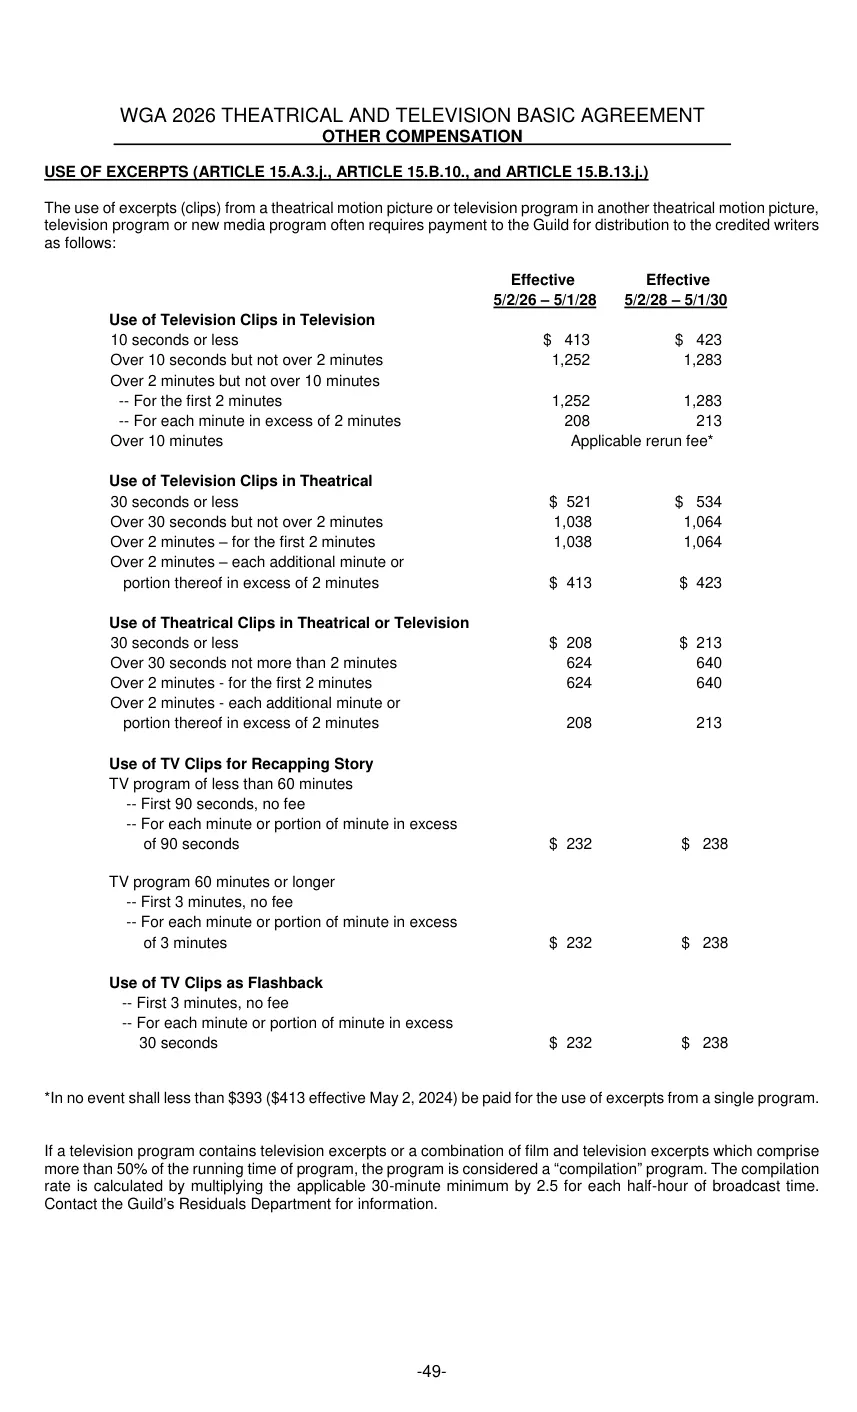 WGA 2026 THEATRICAL AND TELEVISION BASIC AGREEMENT
OTHER COMPENSATION
USE OF EXCERPTS (ARTICLE 15.A.3.j., ARTICLE 15.B.10., and ARTICLE 15.B.13.j.)
The use of excerpts (clips) from a theatrical motion picture or television program in another theatrical motion picture,
television program or new media program often requires payment to the Guild for distribution to the credited writers
as follows:
Effective Effective
5/2/26 – 5/1/28 5/2/28 – 5/1/30
Use of Television Clips in Television
10 seconds or less $ 413 $ 423
Over 10 seconds but not over 2 minutes 1,252 1,283
Over 2 minutes but not over 10 minutes
-- For the first 2 minutes 1,252 1,283
-- For each minute in excess of 2 minutes 208 213
Over 10 minutes Applicable rerun fee*
Use of Television Clips in Theatrical
30 seconds or less $ 521 $ 534
Over 30 seconds but not over 2 minutes 1,038 1,064
Over 2 minutes – for the first 2 minutes 1,038 1,064
Over 2 minutes – each additional minute or
portion thereof in excess of 2 minutes $ 413 $ 423
Use of Theatrical Clips in Theatrical or Television
30 seconds or less $ 208 $ 213
Over 30 seconds not more than 2 minutes 624 640
Over 2 minutes - for the first 2 minutes 624 640
Over 2 minutes - each additional minute or
portion thereof in excess of 2 minutes 208 213
Use of TV Clips for Recapping Story
TV program of less than 60 minutes
-- First 90 seconds, no fee
-- For each minute or portion of minute in excess
of 90 seconds $ 232 $ 238
TV program 60 minutes or longer
-- First 3 minutes, no fee
-- For each minute or portion of minute in excess
of 3 minutes $ 232 $ 238
Use of TV Clips as Flashback
-- First 3 minutes, no fee
-- For each minute or portion of minute in excess
30 seconds $ 232 $ 238
*In no event shall less than $393 ($413 effective May 2, 2024) be paid for the use of excerpts from a single program.
If a television program contains television excerpts or a combination of film and television excerpts which comprise
more than 50% of the running time of program, the program is considered a “compilation” program. The compilation
rate is calculated by multiplying the applicable 30-minute minimum by 2.5 for each half-hour of broadcast time.
Contact the Guild’s Residuals Department for information.
-49-